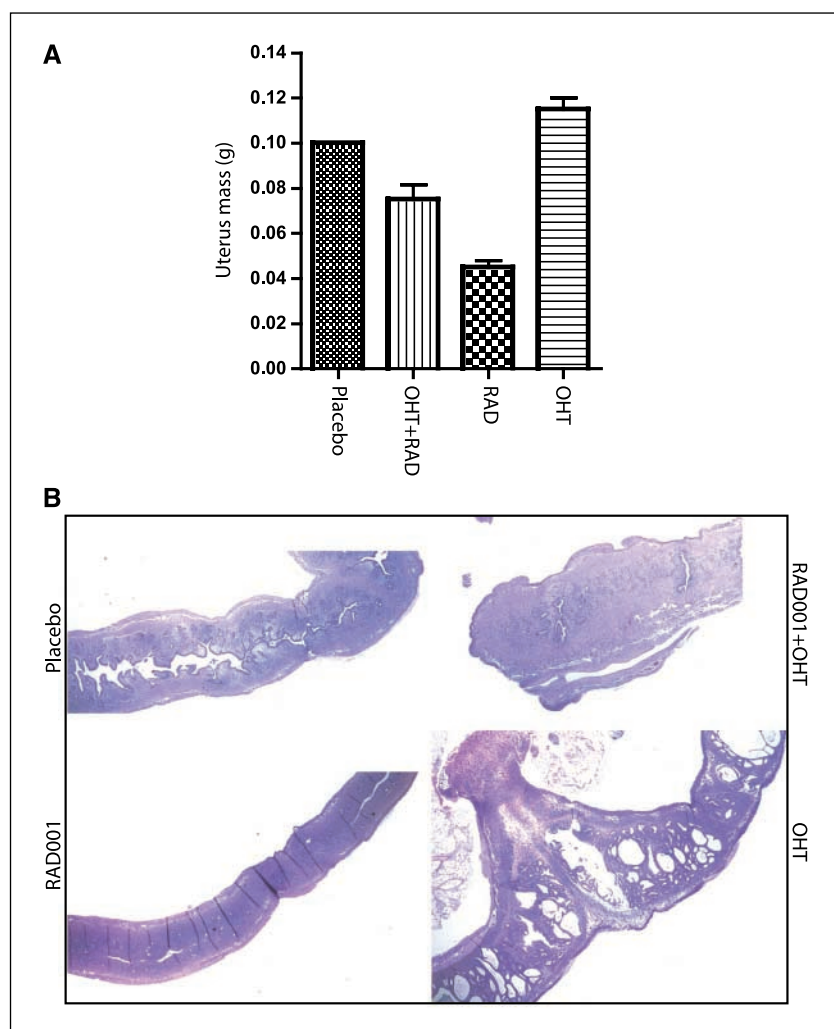 A
Uterus mass (g)
0.14
0.12
0.10
0.08
0.06
0.04
0.02
0.00
Placebo
OHT+RAD
RAD
OHT
B
Placebo
RAD001+OHT
RAD001
OHT